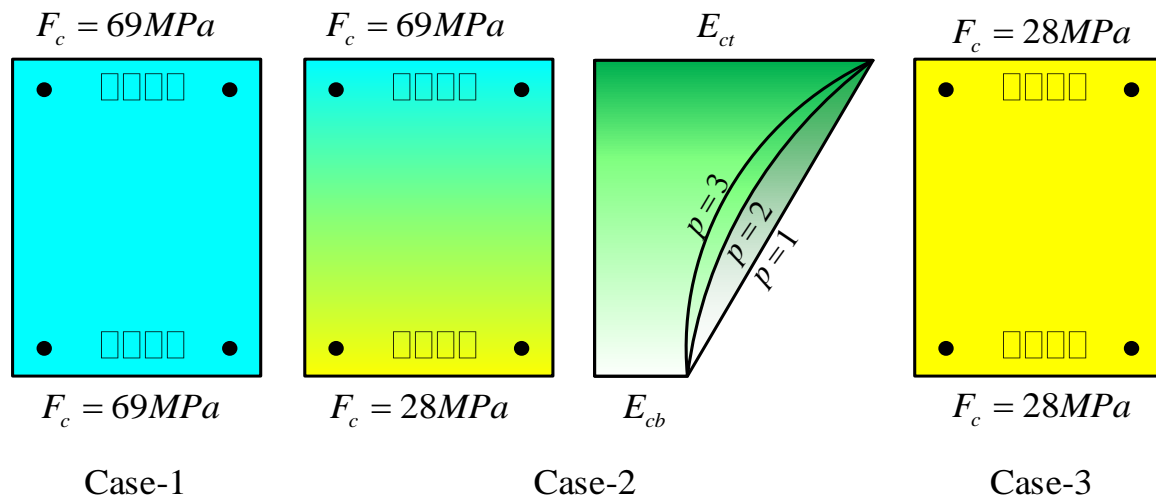 F_c = 69MPa
F_c = 69MPa
E_ct
F_c = 28MPa
p = 3
p = 2
p = 1
F_c = 69MPa
F_c = 28MPa
E_cb
F_c = 28MPa
Case-1
Case-2
Case-3